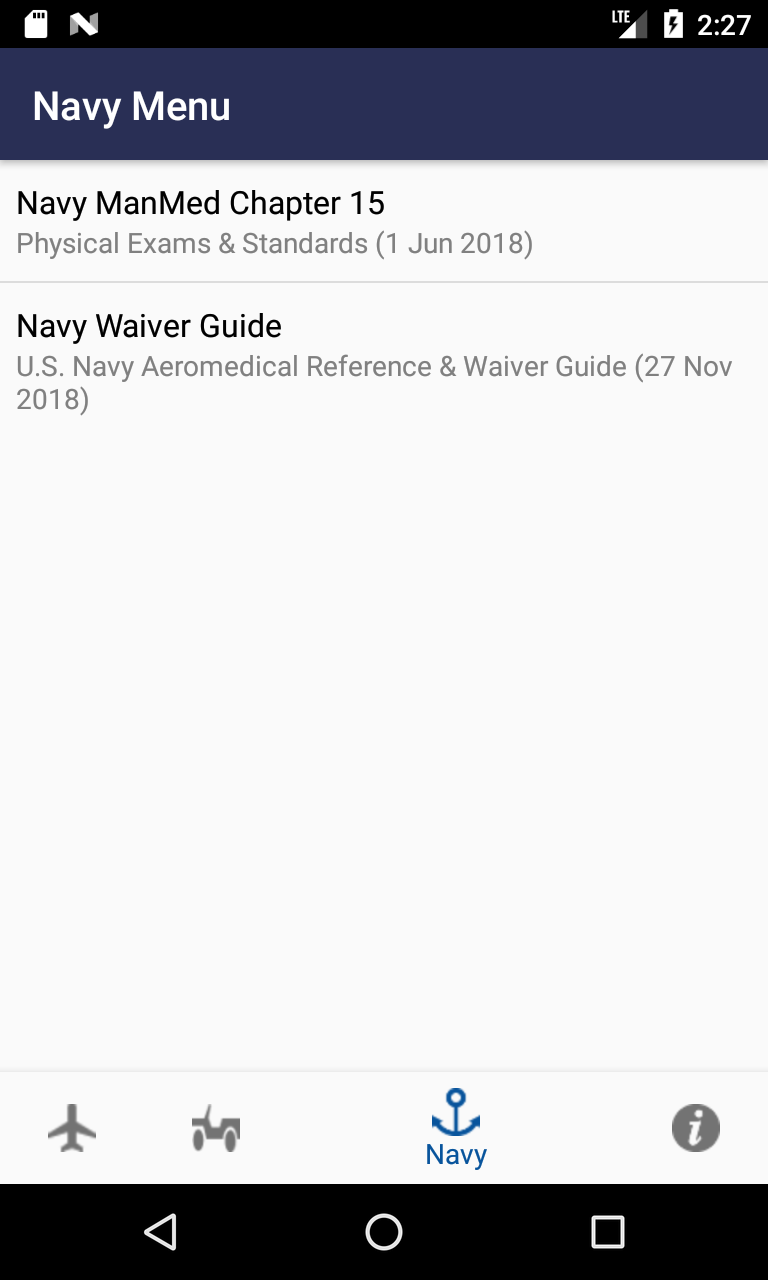 LTE 2:27
Navy Menu
Navy ManMed Chapter 15
Physical Exams & Standards (1 Jun 2018)
Navy Waiver Guide
U.S. Navy Aeromedical Reference & Waiver Guide (27 Nov
2018)
Navy